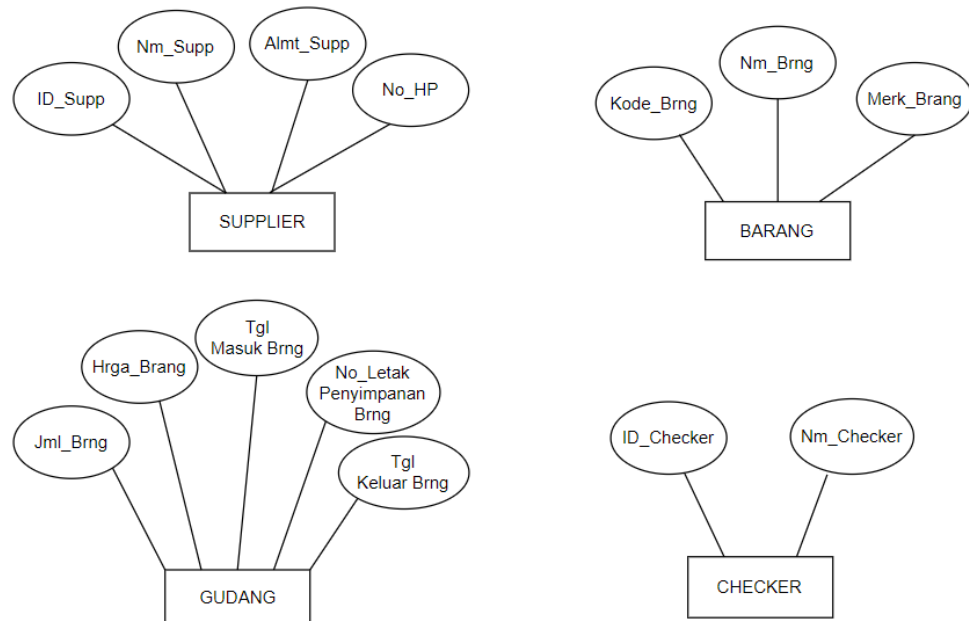 ID_Supp
Nm_Supp
Almt_Supp
No_HP
SUPPLIER
Kode_Brng
Nm_Brng
Merk_Brang
BARANG
Jml_Brng
Hrga_Brang
Tgl
Masuk Brng
No_Letak
Penyimpanan
Brng
Tgl
Keluar Brng
GUDANG
ID_Checker
Nm_Checker
CHECKER